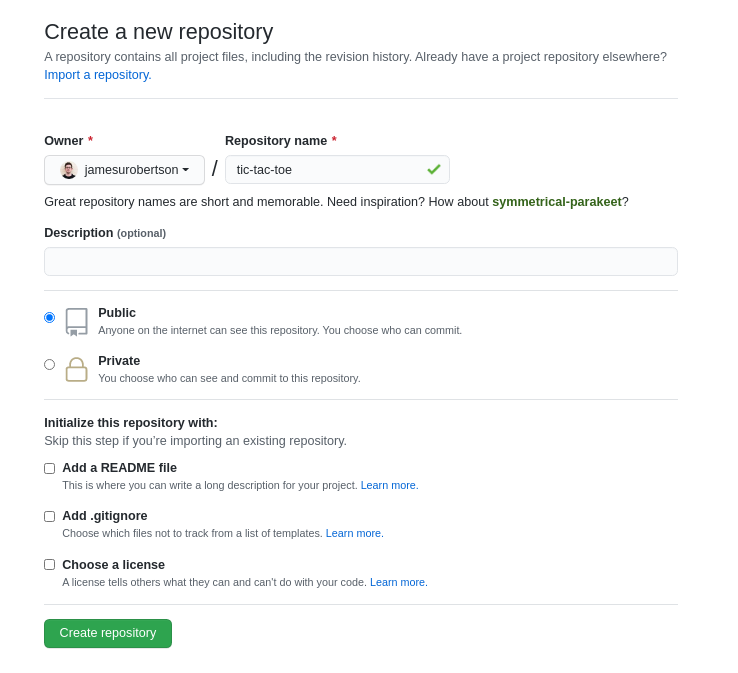 Create a new repository
A repository contains all project files, including the revision history. Already have a project repository elsewhere?
Import a repository.
Owner *
Repository name *
jamesurobertson
/
tic-tac-toe
Great repository names are short and memorable. Need inspiration? How about symmetrical-parakeet?
Description (optional)
Public
Anyone on the internet can see this repository. You choose who can commit.
Private
You choose who can see and commit to this repository.
Initialize this repository with:
Skip this step if you’re importing an existing repository.
Add a README file
This is where you can write a long description for your project. Learn more.
Add .gitignore
Choose which files not to track from a list of templates. Learn more.
Choose a license
A license tells others what they can and can't do with your code. Learn more.
Create repository